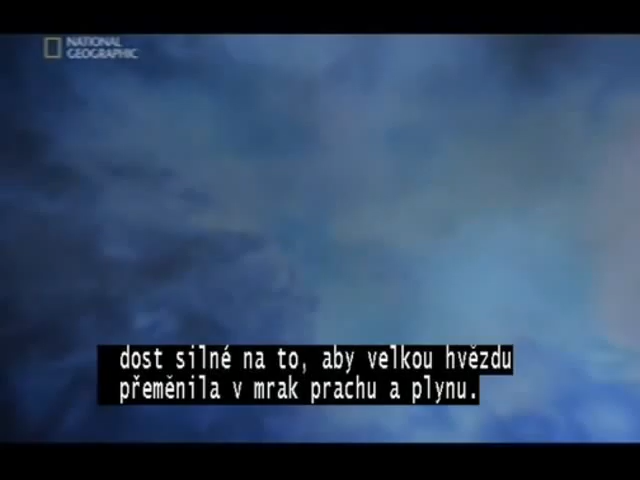 NATIONAL
GEOGRAPHIC
dost silné na to, aby velkou hvězdu
přeměnila v mrak prachu a plynu.